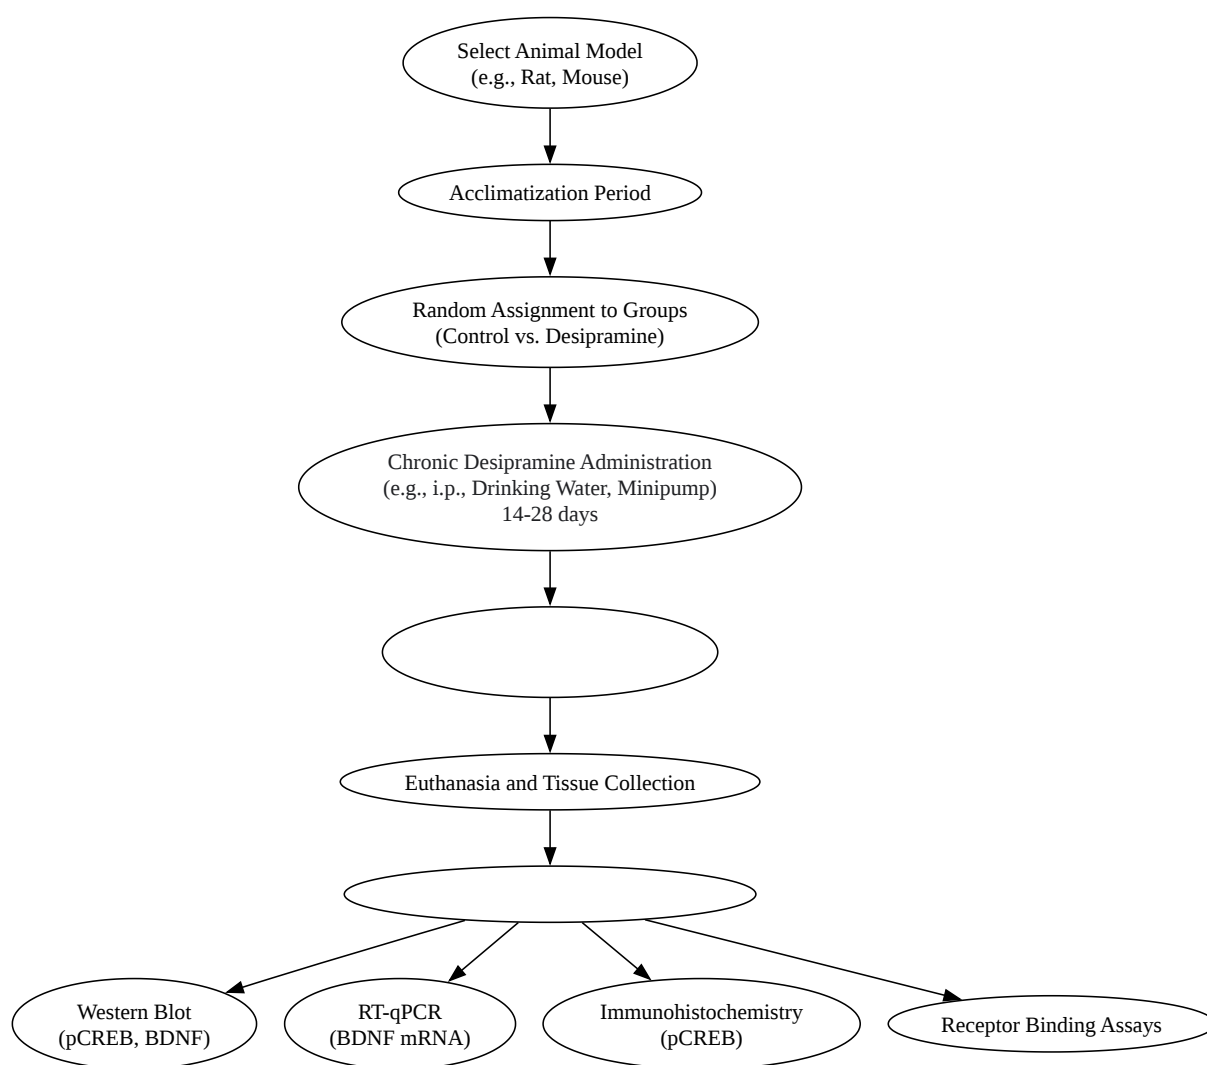 Select Animal Model
(e.g., Rat, Mouse)
Acclimatization Period
Random Assignment to Groups
(Control vs. Desipramine)
Chronic Desipramine Administration
(e.g., i.p., Drinking Water, Minipump)
14-28 days
Euthanasia and Tissue Collection
Western Blot
(pCREB, BDNF)
RT-qPCR
(BDNF mRNA)
Immunohistochemistry
(pCREB)
Receptor Binding Assays